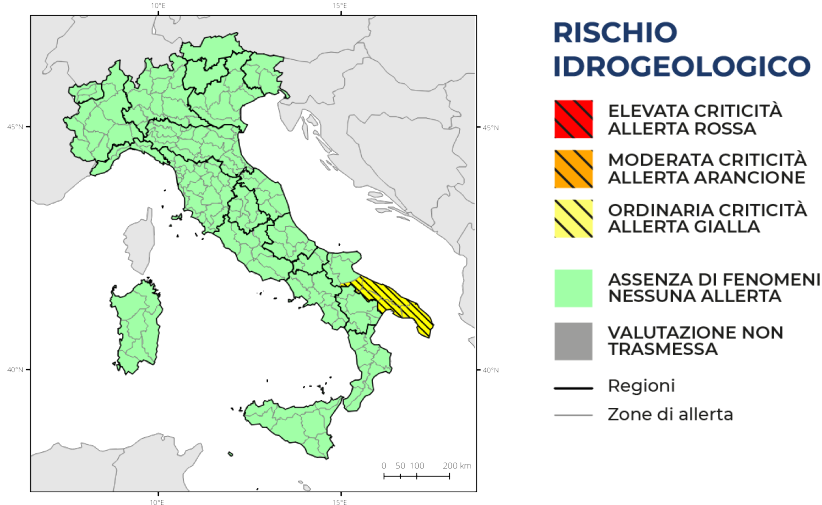 10°E
15°E
RISCHIO
IDROGEOLOGICO
ELEVATA CRITICITÀ
ALLERTA ROSSA
45°N
45°N
MODERATA CRITICITÀ
ALLERTA ARANCIONE
ORDINARIA CRITICITÀ
ALLERTA GIALLA
ASSENZA DI FENOMENI
NESSUNA ALLERTA
VALUTAZIONE NON
TRASMESSA
40°N
40°N
Regioni
Zone di allerta
0 50 100 200 km
10°E
15°E